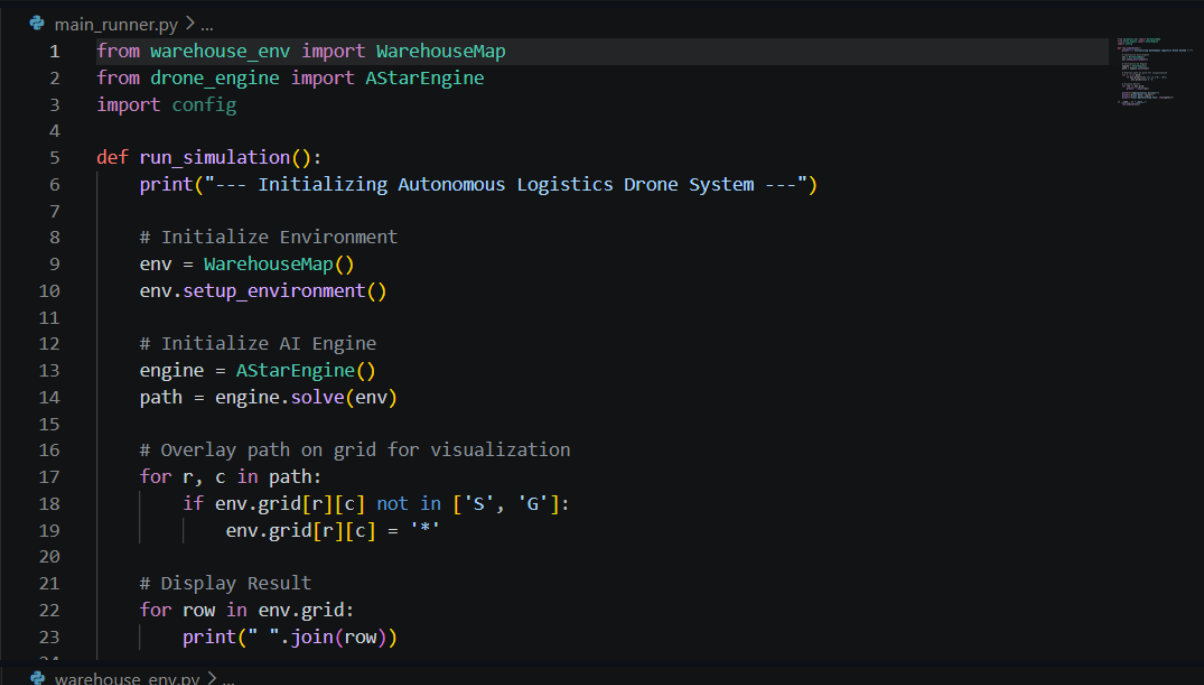 main_runner.py > ...
1 from warehouse_env import WarehouseMap
2 from drone_engine import AStarEngine
3 import config
4
5 def run_simulation():
6     print("--- Initializing Autonomous Logistics Drone System ---")
7
8     # Initialize Environment
9     env = WarehouseMap()
10     env.setup_environment()
11
12     # Initialize AI Engine
13     engine = AStarEngine()
14     path = engine.solve(env)
15
16     # Overlay path on grid for visualization
17     for r, c in path:
18         if env.grid[r][c] not in ['S', 'G']:
19             env.grid[r][c] = '*'
20
21     # Display Result
22     for row in env.grid:
23         print(" ".join(row))
warehouse_env.py > ...